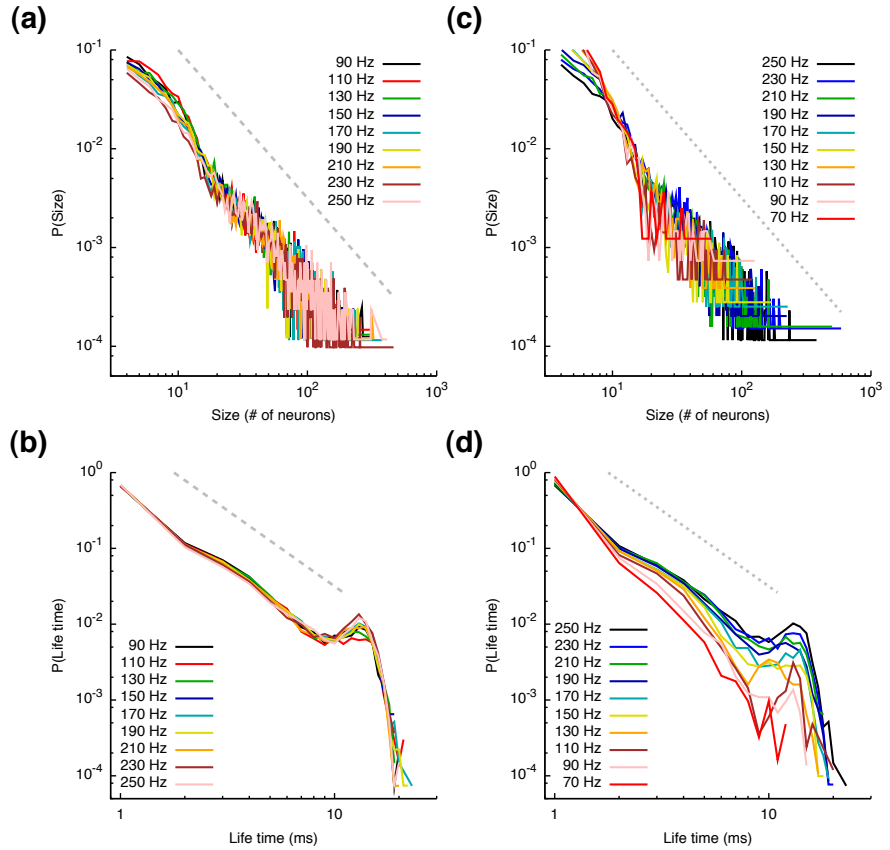 (a)
P(Size)
10^-1
10^-2
10^-3
10^-4
10^1
10^2
10^3
Size (# of neurons)
90 Hz
110 Hz
130 Hz
150 Hz
170 Hz
190 Hz
210 Hz
230 Hz
250 Hz
(c)
P(Size)
10^-1
10^-2
10^-3
10^-4
10^1
10^2
10^3
Size (# of neurons)
250 Hz
230 Hz
210 Hz
190 Hz
170 Hz
150 Hz
130 Hz
110 Hz
90 Hz
70 Hz
(b)
P(Life time)
10^0
10^-1
10^-2
10^-3
10^-4
1
10
Life time (ms)
90 Hz
110 Hz
130 Hz
150 Hz
170 Hz
190 Hz
210 Hz
230 Hz
250 Hz
(d)
P(Life time)
10^0
10^-1
10^-2
10^-3
10^-4
1
10
Life time (ms)
250 Hz
230 Hz
210 Hz
190 Hz
170 Hz
150 Hz
130 Hz
110 Hz
90 Hz
70 Hz